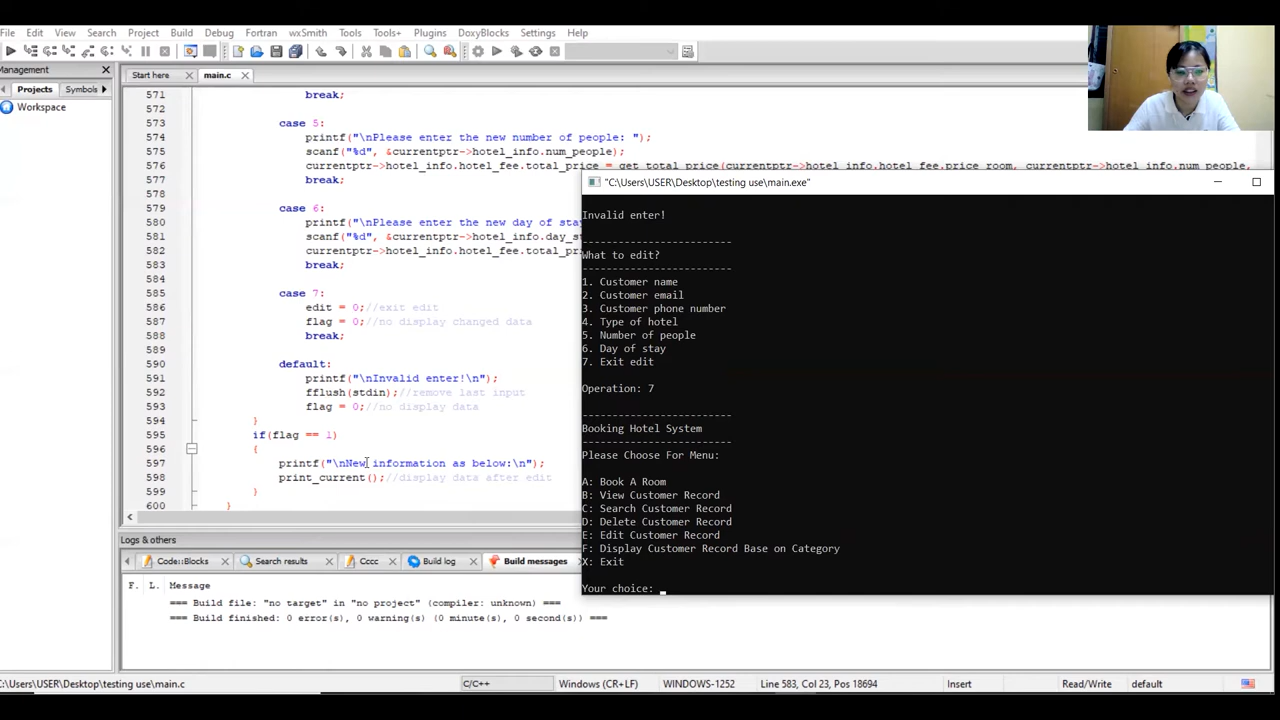 File Edit View Search Project Build Debug Fortran wxSmith Tools Tools+ Plugins DoxyBlocks Settings Help
Management
Start here main.c
Projects Symbols
Workspace
571 break;
572
573 case 5:
574 printf("\nPlease enter the new number of people: ");
575 scanf("%d", &currentptr->hotel_info.num_people);
576 currentptr->hotel_info.hotel_fee.total_price = get_total_price(currentptr->hotel_info.hotel_fee.price_room, currentptr->hotel_info.num_people,
577 break;
578
579 case 6:
580 printf("\nPlease enter the new day of stay
581 scanf("%d", &currentptr->hotel_info.day_s
582 currentptr->hotel_info.hotel_fee.total_pr
583 break;
584
585 case 7:
586 edit = 0;//exit edit
587 flag = 0;//no display changed data
588 break;
589
590 default:
591 printf("\nInvalid enter!\n");
592 fflush(stdin);//remove last input
593 flag = 0;//no display data
594 }
595 if(flag == 1)
596 {
597 printf("\nNew information as below:\n");
598 print_current();//display data after edit
599 }
600 }
"C:\Users\USER\Desktop\testing use\main.exe"
Invalid enter!
------------------------
What to edit?
------------------------
1. Customer name
2. Customer email
3. Customer phone number
4. Type of hotel
5. Number of people
6. Day of stay
7. Exit edit
Operation: 7
------------------------
Booking Hotel System
------------------------
Please Choose For Menu:
A: Book A Room
B: View Customer Record
C: Search Customer Record
D: Delete Customer Record
E: Edit Customer Record
F: Display Customer Record Base on Category
X: Exit
Your choice:
Logs & others
Code::Blocks Search results Cccc Build log Build messages
F. L. Message
=== Build file: "no target" in "no project" (compiler: unknown) ===
=== Build finished: 0 error(s), 0 warning(s) (0 minute(s), 0 second(s)) ===
C:\Users\USER\Desktop\testing use\main.c C/C++ Windows (CR+LF) WINDOWS-1252 Line 583, Col 23, Pos 18694 Insert Read/Write default